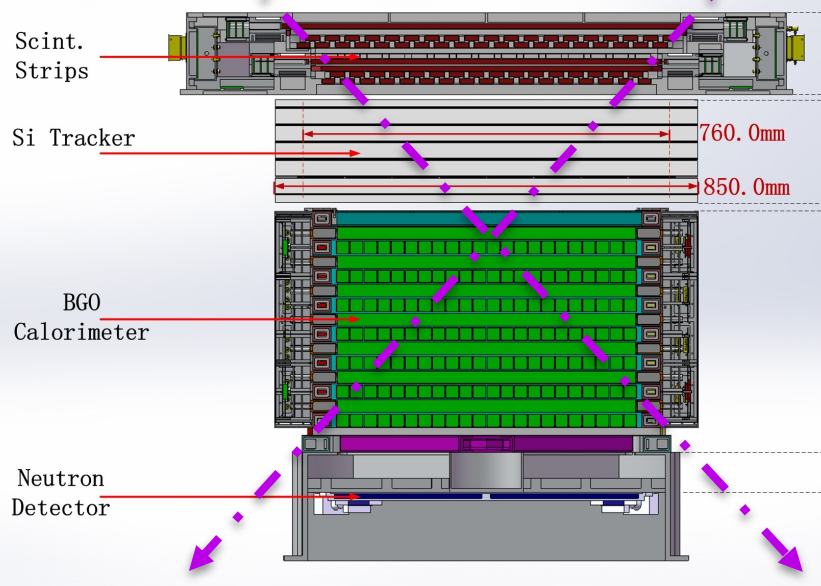 Scint.
Strips
Si Tracker
760.0mm
850.0mm
BGO
Calorimeter
Neutron
Detector